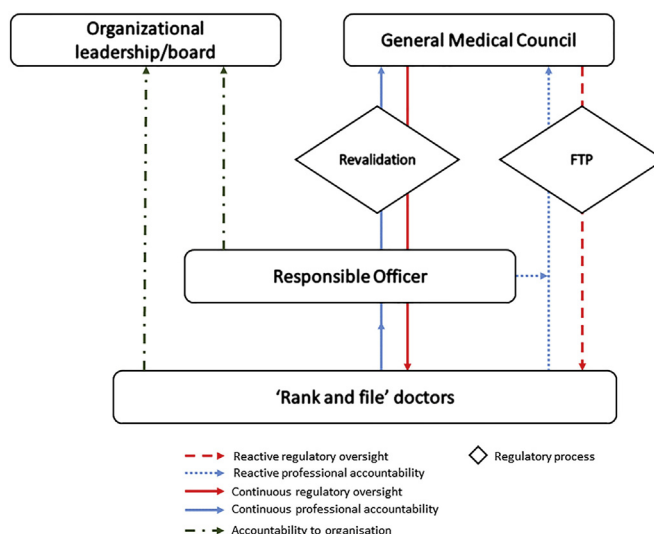 Organizational
leadership/board
General Medical Council
Revalidation
FTP
Responsible Officer
‘Rank and file’ doctors
Reactive regulatory oversight
Reactive professional accountability
Continuous regulatory oversight
Continuous professional accountability
Accountability to organisation
Regulatory process